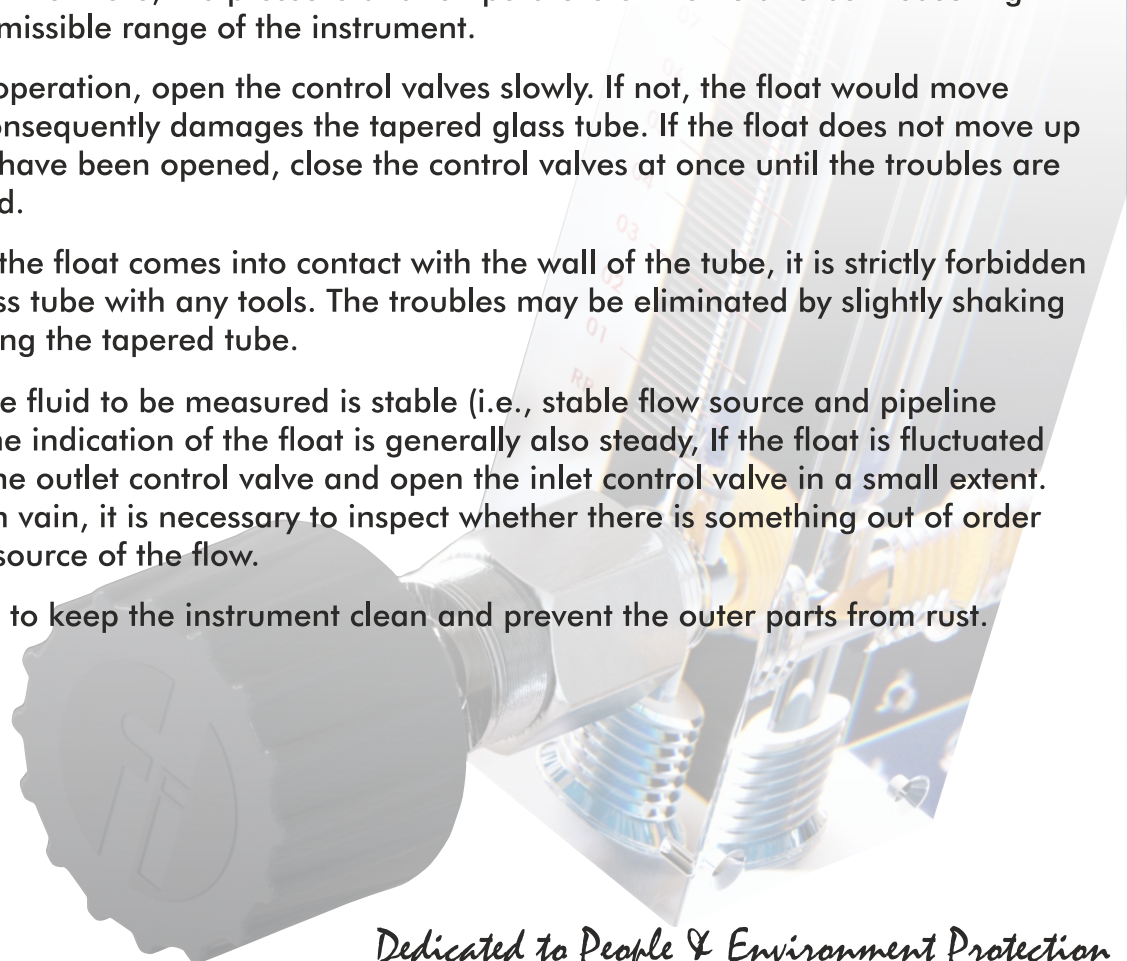 missible range of the instrument.
operation, open the control valves slowly. If not, the float would move
onsequently damages the tapered glass tube. If the float does not move up
have been opened, close the control valves at once until the troubles are
d.
the float comes into contact with the wall of the tube, it is strictly forbidden
ss tube with any tools. The troubles may be eliminated by slightly shaking
ing the tapered tube.
e fluid to be measured is stable (i.e., stable flow source and pipeline
he indication of the float is generally also steady, If the float is fluctuated
he outlet control valve and open the inlet control valve in a small extent.
n vain, it is necessary to inspect whether there is something out of order
source of the flow.
to keep the instrument clean and prevent the outer parts from rust.
03
02
01
Dedicated to People & Environment Protection